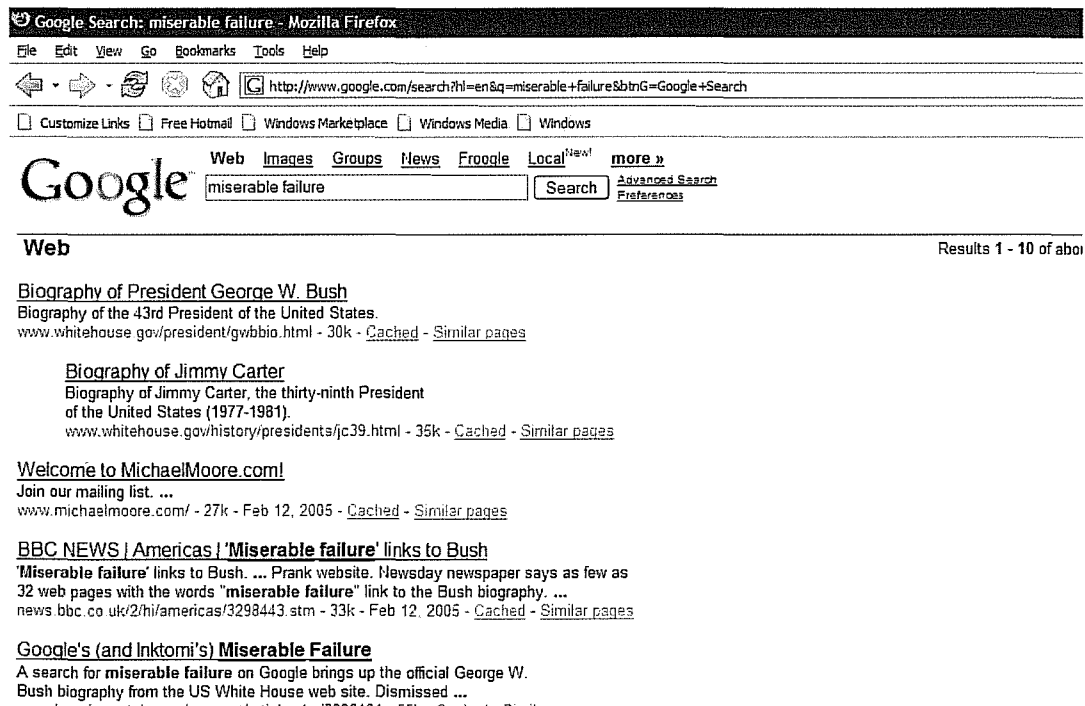 Google Search: miserable failure - Mozilla Firefox
File Edit View Go Bookmarks Tools Help
http://www.google.com/search?hl=en&q=miserable+failure&btnG=Google+Search
Customize Links Free Hotmail Windows Marketplace Windows Media Windows
Google
Web Images Groups News Froogle Local New! more »
miserable failure Search Advanced Search
Preferences
Web Results 1 - 10 of
Biography of President George W. Bush
Biography of the 43rd President of the United States.
www.whitehouse.gov/president/gwbbio.html - 30k - Cached - Similar pages
Biography of Jimmy Carter
Biography of Jimmy Carter, the thirty-ninth President
of the United States (1977-1981).
www.whitehouse.gov/history/presidents/jc39.html - 35k - Cached - Similar pages
Welcome to MichaelMoore.com!
Join our mailing list. ...
www.michaelmoore.com/ - 27k - Feb 12, 2005 - Cached - Similar pages
BBC NEWS | Americas | 'Miserable failure' links to Bush
'Miserable failure' links to Bush. ... Prank website. Newsday newspaper says as few as
32 web pages with the words "miserable failure" link to the Bush biography. ...
news.bbc.co.uk/2/hi/americas/3298443.stm - 33k - Feb 12, 2005 - Cached - Similar pages
Google's (and Inktomi's) Miserable Failure
A search for miserable failure on Google brings up the official George W.
Bush biography from the US White House web site. Dismissed ...